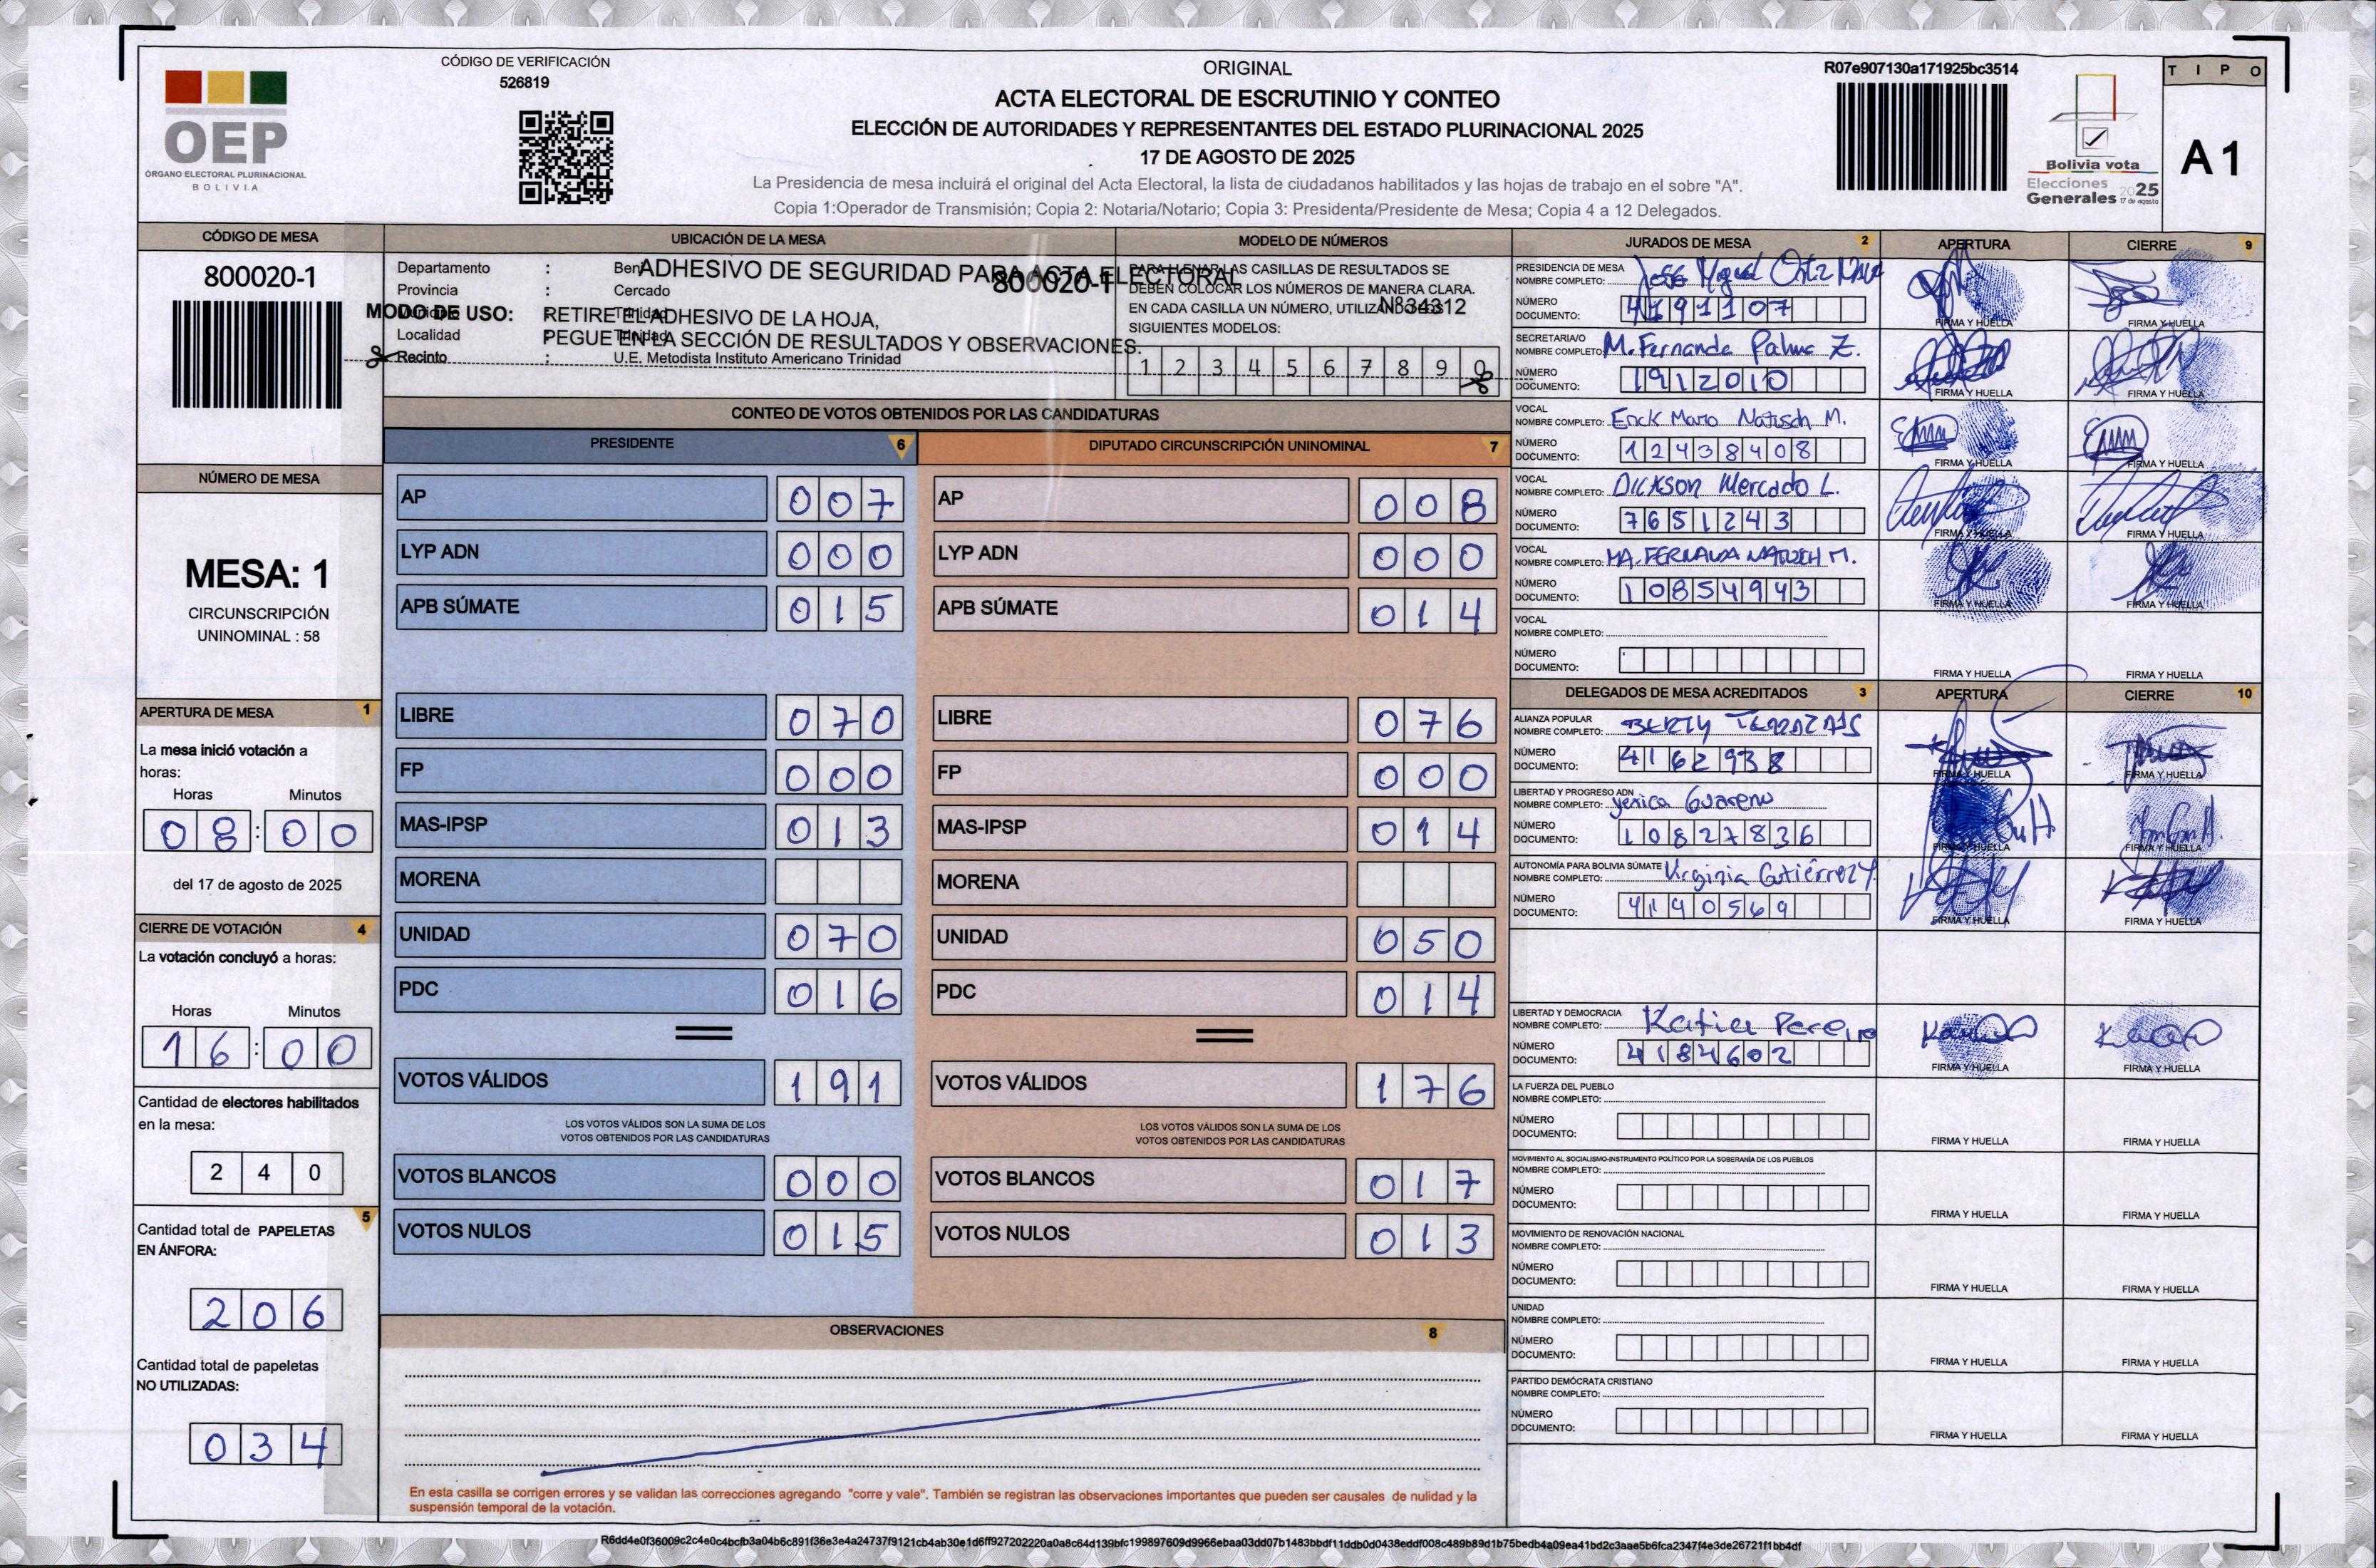 CÓDIGO DE VERIFICACIÓN
526819
OEP
ÓRGANO ELECTORAL PLURINACIONAL
BOLIVIA
ORIGINAL
ACTA ELECTORAL DE ESCRUTINIO Y CONTEO
ELECCIÓN DE AUTORIDADES Y REPRESENTANTES DEL ESTADO PLURINACIONAL 2025
17 DE AGOSTO DE 2025
La Presidencia de mesa incluirá el original del Acta Electoral, la lista de ciudadanos habilitados y las hojas de trabajo en el sobre "A".
Copia 1:Operador de Transmisión; Copia 2: Notaria/Notario; Copia 3: Presidenta/Presidente de Mesa; Copia 4 a 12 Delegados.
R07e907130a171925bc3514
Bolivia vota
Elecciones
Generales 2025
17 de agosto
TIPO
A1
CÓDIGO DE MESA
800020-1
NÚMERO DE MESA
MESA: 1
CIRCUNSCRIPCIÓN
UNINOMINAL : 58
APERTURA DE MESA 1
La mesa inició votación a
horas:
Horas Minutos
08:00
del 17 de agosto de 2025
CIERRE DE VOTACIÓN 4
La votación concluyó a horas:
Horas Minutos
16:00
Cantidad de electores habilitados
en la mesa:
240
5
Cantidad total de PAPELETAS
EN ÁNFORA:
206
Cantidad total de papeletas
NO UTILIZADAS:
034
UBICACIÓN DE LA MESA
Departamento : Beni
Provincia : Cercado
Municipio : Trinidad
Localidad : Trinidad
Recinto : U.E. Metodista Instituto Americano Trinidad
ADHESIVO DE SEGURIDAD PARA ACTA ELECTORAL
800020-1
MODO DE USO: RETIRE EL ADHESIVO DE LA HOJA,
PEGUE EN LA SECCIÓN DE RESULTADOS Y OBSERVACIONES.
Nº34312
MODELO DE NÚMEROS
PARA LLENAR LAS CASILLAS DE RESULTADOS SE
DEBEN COLOCAR LOS NÚMEROS DE MANERA CLARA.
EN CADA CASILLA UN NÚMERO, UTILIZANDO LOS
SIGUIENTES MODELOS:
1 2 3 4 5 6 7 8 9 0
CONTEO DE VOTOS OBTENIDOS POR LAS CANDIDATURAS
PRESIDENTE 6
AP 007
LYP ADN 000
APB SÚMATE 015
LIBRE 070
FP 000
MAS-IPSP 013
MORENA
UNIDAD 070
PDC 016
VOTOS VÁLIDOS 191
LOS VOTOS VÁLIDOS SON LA SUMA DE LOS
VOTOS OBTENIDOS POR LAS CANDIDATURAS
VOTOS BLANCOS 000
VOTOS NULOS 015
DIPUTADO CIRCUNSCRIPCIÓN UNINOMINAL 7
AP 008
LYP ADN 000
APB SÚMATE 014
LIBRE 076
FP 000
MAS-IPSP 014
MORENA
UNIDAD 050
PDC 014
VOTOS VÁLIDOS 176
LOS VOTOS VÁLIDOS SON LA SUMA DE LOS
VOTOS OBTENIDOS POR LAS CANDIDATURAS
VOTOS BLANCOS 017
VOTOS NULOS 013
OBSERVACIONES 8
En esta casilla se corrigen errores y se validan las correcciones agregando "corre y vale". También se registran las observaciones importantes que pueden ser causales de nulidad y la
suspensión temporal de la votación.
JURADOS DE MESA 2 APERTURA CIERRE 9
PRESIDENCIA DE MESA
NOMBRE COMPLETO: José Miguel Ortiz
NÚMERO
DOCUMENTO: 4191107
FIRMA Y HUELLA FIRMA Y HUELLA
SECRETARIA/O
NOMBRE COMPLETO: M. Fernanda Palma Z.
NÚMERO
DOCUMENTO: 1912010
FIRMA Y HUELLA FIRMA Y HUELLA
VOCAL
NOMBRE COMPLETO: Erick Mario Natusch M.
NÚMERO
DOCUMENTO: 12438408
FIRMA Y HUELLA FIRMA Y HUELLA
VOCAL
NOMBRE COMPLETO: Dickson Mercado L.
NÚMERO
DOCUMENTO: 7651243
FIRMA Y HUELLA FIRMA Y HUELLA
VOCAL
NOMBRE COMPLETO: MA. FERNANDA NATUSCH M.
NÚMERO
DOCUMENTO: 10854943
FIRMA Y HUELLA FIRMA Y HUELLA
VOCAL
NOMBRE COMPLETO:
NÚMERO
DOCUMENTO:
FIRMA Y HUELLA FIRMA Y HUELLA
DELEGADOS DE MESA ACREDITADOS 3 APERTURA CIERRE 10
ALIANZA POPULAR
NOMBRE COMPLETO: BERTY TERRAZAS
NÚMERO
DOCUMENTO: 4162938
FIRMA Y HUELLA FIRMA Y HUELLA
LIBERTAD Y PROGRESO ADN
NOMBRE COMPLETO: Yenica Guareno
NÚMERO
DOCUMENTO: 10827836
FIRMA Y HUELLA FIRMA Y HUELLA
AUTONOMÍA PARA BOLIVIA SÚMATE
NOMBRE COMPLETO: Virginia Gutiérrez Y.
NÚMERO
DOCUMENTO: 4190569
FIRMA Y HUELLA FIRMA Y HUELLA
LIBERTAD Y DEMOCRACIA
NOMBRE COMPLETO: Katia Pereira
NÚMERO
DOCUMENTO: 4184602
FIRMA Y HUELLA FIRMA Y HUELLA
LA FUERZA DEL PUEBLO
NOMBRE COMPLETO:
NÚMERO
DOCUMENTO:
FIRMA Y HUELLA FIRMA Y HUELLA
MOVIMIENTO AL SOCIALISMO-INSTRUMENTO POLÍTICO POR LA SOBERANÍA DE LOS PUEBLOS
NOMBRE COMPLETO:
NÚMERO
DOCUMENTO:
FIRMA Y HUELLA FIRMA Y HUELLA
MOVIMIENTO DE RENOVACIÓN NACIONAL
NOMBRE COMPLETO:
NÚMERO
DOCUMENTO:
FIRMA Y HUELLA FIRMA Y HUELLA
UNIDAD
NOMBRE COMPLETO:
NÚMERO
DOCUMENTO:
FIRMA Y HUELLA FIRMA Y HUELLA
PARTIDO DEMÓCRATA CRISTIANO
NOMBRE COMPLETO:
NÚMERO
DOCUMENTO:
FIRMA Y HUELLA FIRMA Y HUELLA